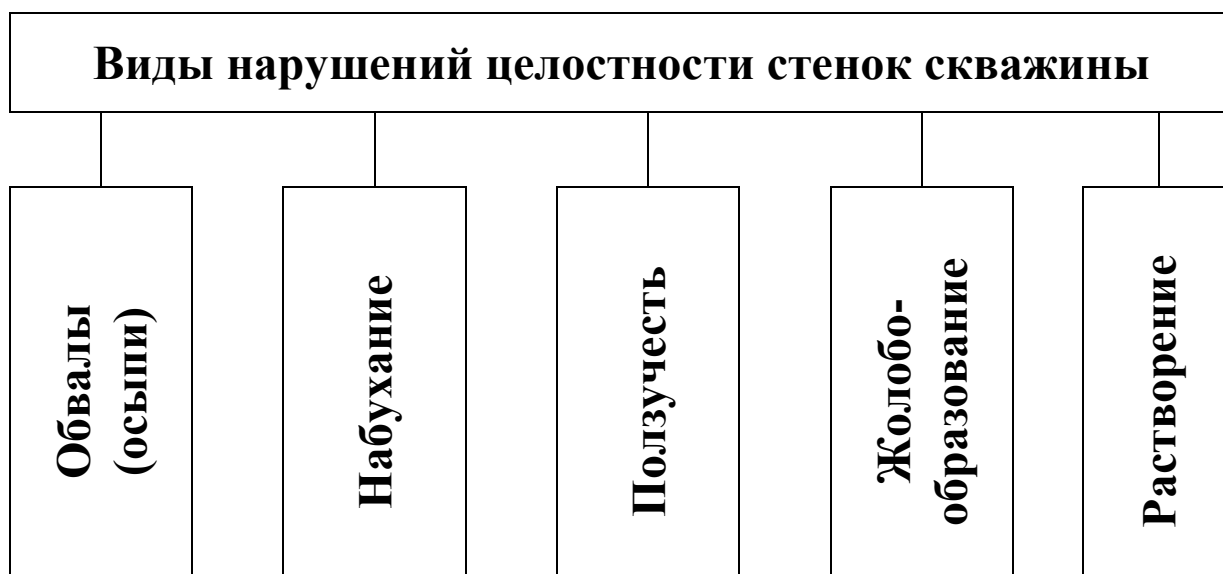 Виды нарушений целостности стенок скважины
Обвалы
(осыпи)
Набухание
Ползучесть
Жолобо-
образование
Растворение